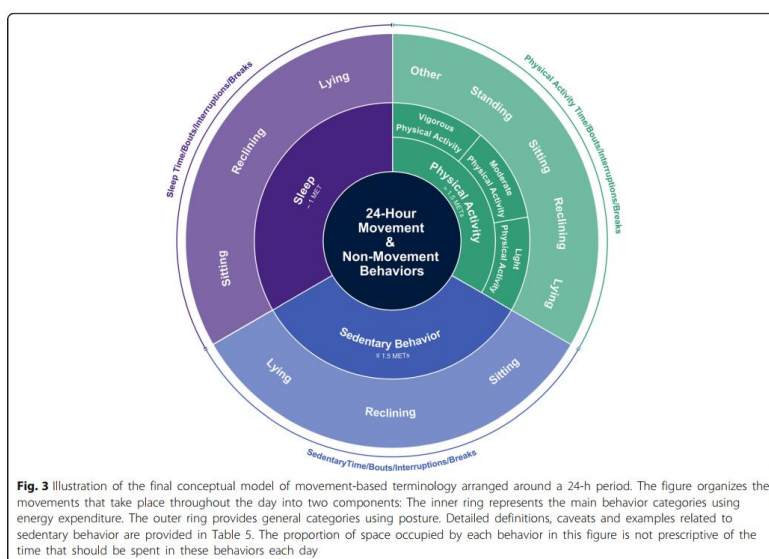 Sleep Time/Bouts/Interruptions/Breaks
Physical Activity Time/Bouts/Interruptions/Breaks
Lying
Reclining
Sitting
Other
Standing
Sitting
Reclining
Lying
Vigorous
Physical Activity
Moderate
Physical Activity
Light
Physical Activity
Sleep
~ 1 MET
Physical Activity
> 1.5 METs
24-Hour
Movement
&
Non-Movement
Behaviors
Sedentary Behavior
≤ 1.5 METs
Lying
Reclining
Sitting
SedentaryTime/Bouts/Interruptions/Breaks
Fig. 3 Illustration of the final conceptual model of movement-based terminology arranged around a 24-h period. The figure organizes the
movements that take place throughout the day into two components: The inner ring represents the main behavior categories using
energy expenditure. The outer ring provides general categories using posture. Detailed definitions, caveats and examples related to
sedentary behavior are provided in Table 5. The proportion of space occupied by each behavior in this figure is not prescriptive of the
time that should be spent in these behaviors each day